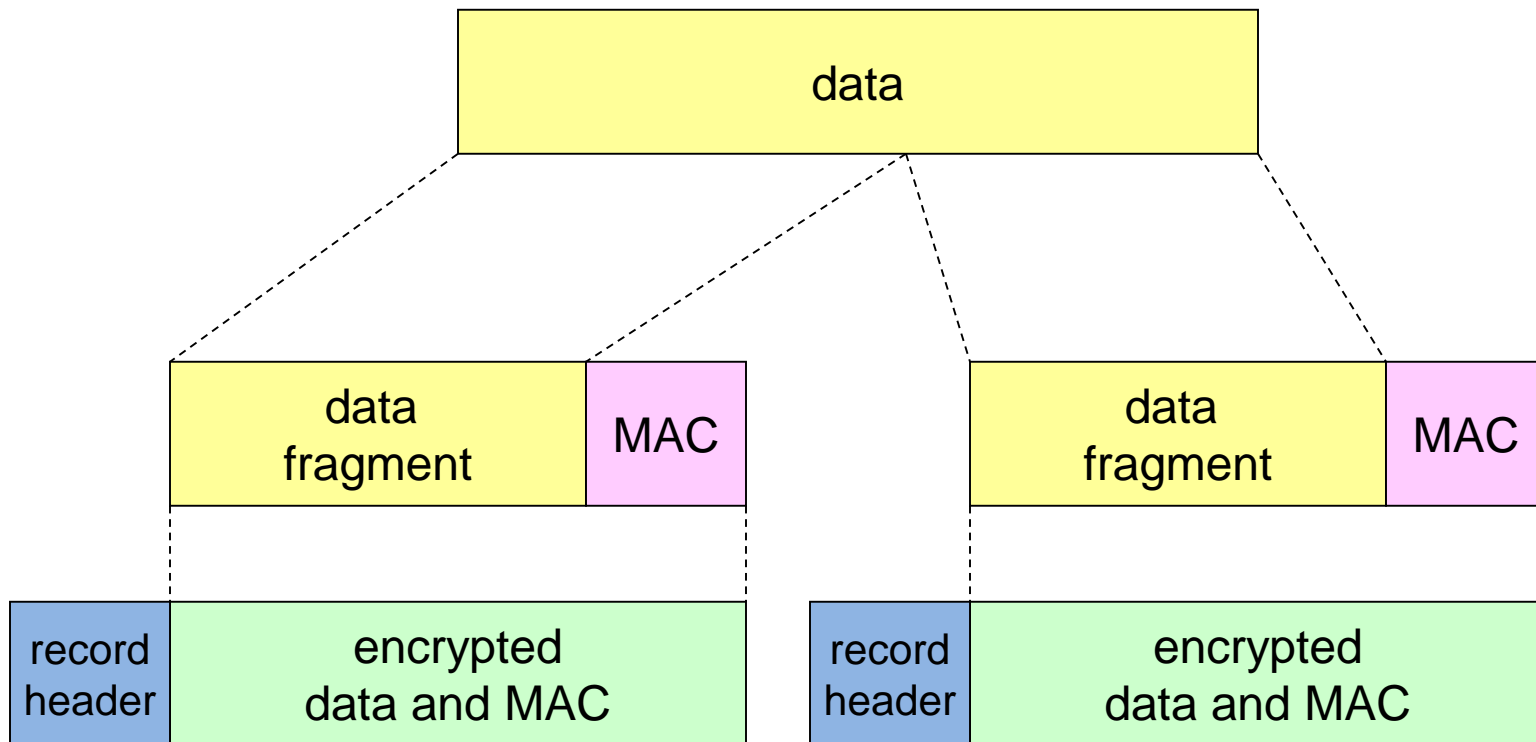 data
data
fragment
MAC
data
fragment
MAC
record
header
encrypted
data and MAC
record
header
encrypted
data and MAC